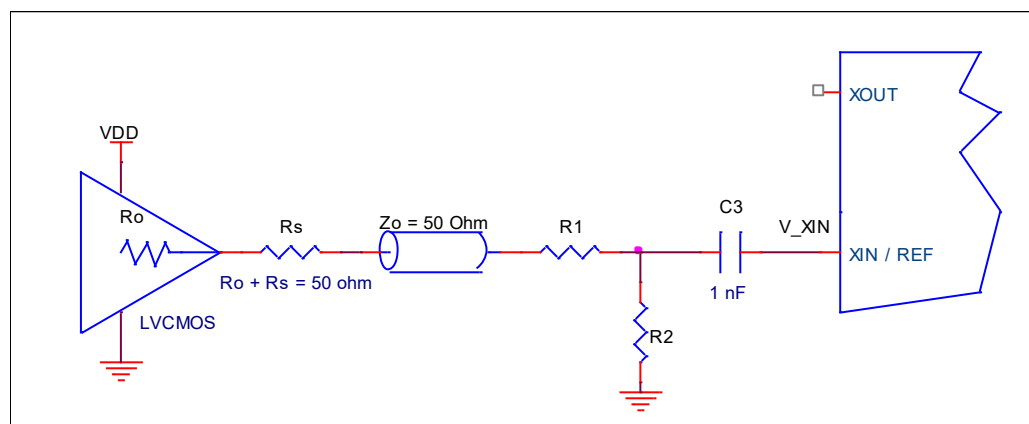 XOUT
VDD
Ro
Rs
Zo = 50 Ohm
R1
C3
V_XIN
XIN / REF
Ro + Rs = 50 ohm
1 nF
LVCMOS
R2